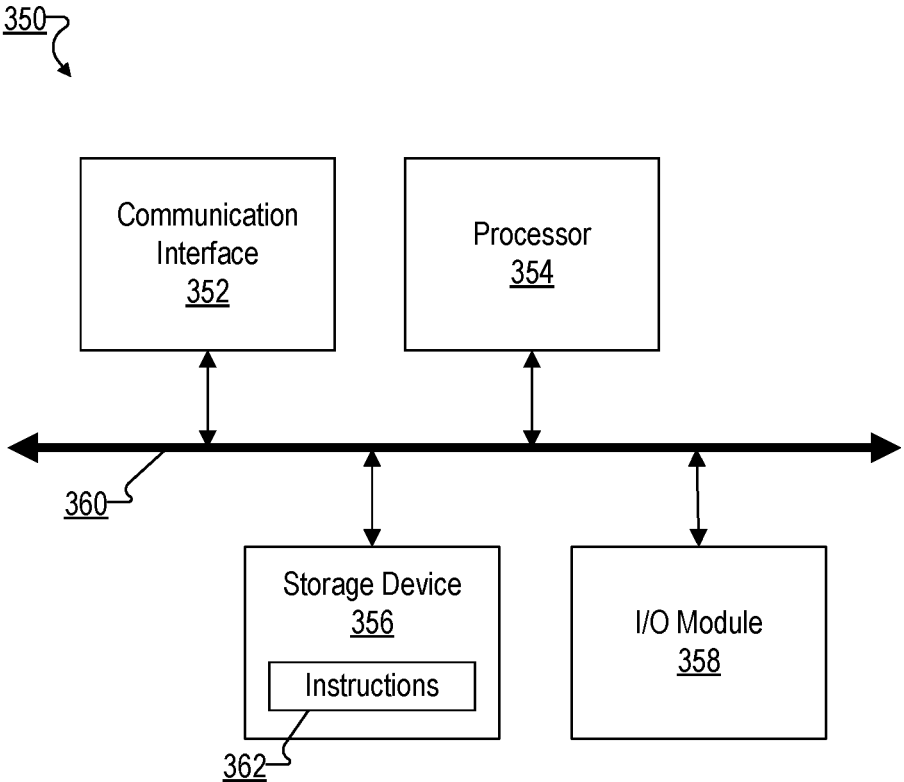 350
Communication
Interface
352
Processor
354
360
Storage Device
356
Instructions
362
I/O Module
358